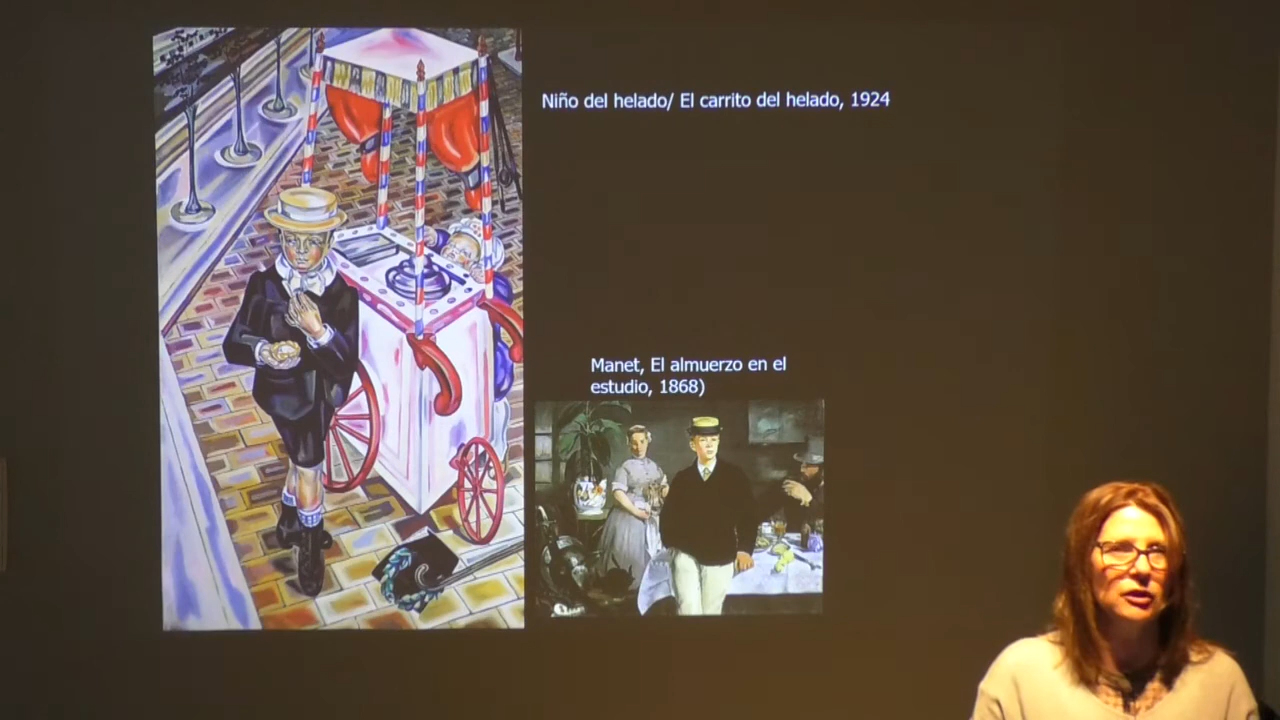 Niño del helado/ El carrito del helado, 1924
Manet, El almuerzo en el
estudio, 1868)